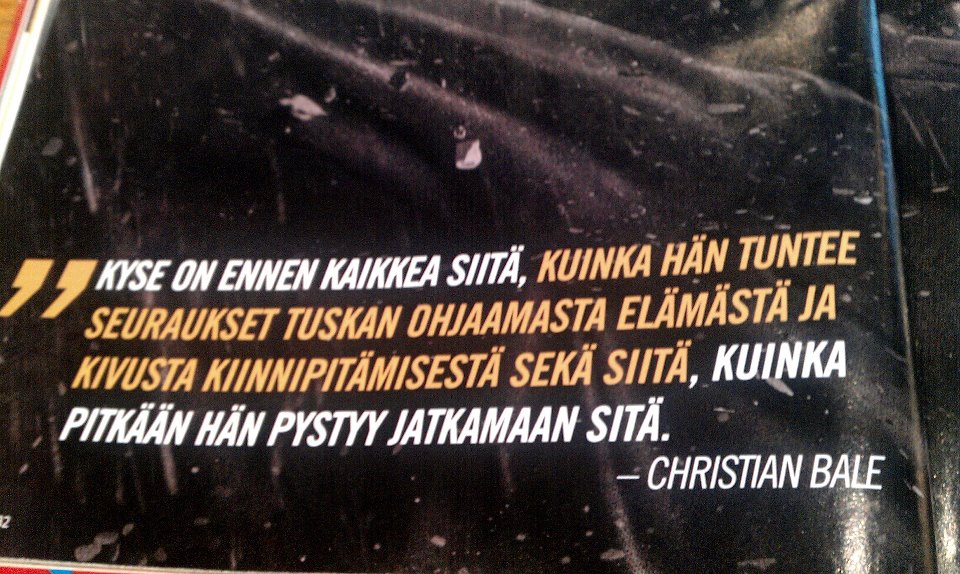 ” KYSE ON ENNEN KAIKKEA SIITÄ, KUINKA HÄN TUNTEE
SEURAUKSET TUSKAN OHJAAMASTA ELÄMÄSTÄ JA
KIVUSTA KIINNIPITÄMISESTÄ SEKÄ SIITÄ, KUINKA
PITKÄÄN HÄN PYSTYY JATKAMAAN SITÄ.
– CHRISTIAN BALE